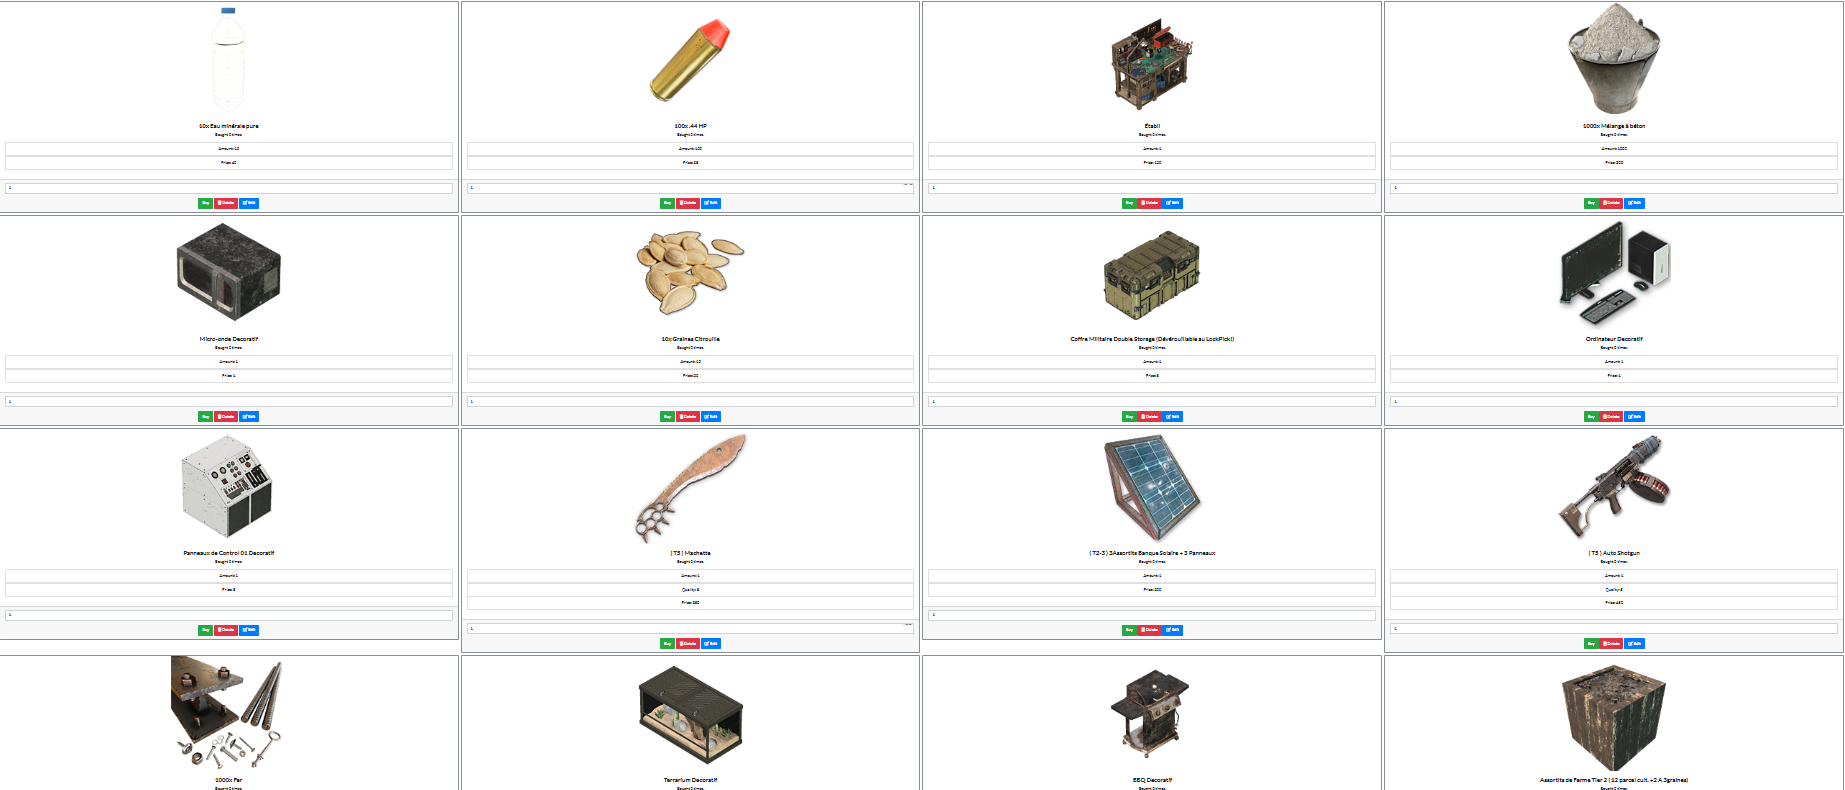 10x Eau minérale pure
Bought 0 times.
Amount: 10
Price: 40
1
Buy Delete Edit
100x .44 HP
Bought 0 times.
Amount: 100
Price: 25
1
Buy Delete Edit
Établi
Bought 0 times.
Amount: 1
Price: 120
1
Buy Delete Edit
1000x Mélange à béton
Bought 0 times.
Amount: 1000
Price: 200
1
Buy Delete Edit
Micro-onde Decoratif
Bought 0 times.
Amount: 1
Price: 1
1
Buy Delete Edit
10x Graines Citrouille
Bought 0 times.
Amount: 10
Price: 20
1
Buy Delete Edit
Coffre Militaire Double Storage (Dévérouillable au LockPick!)
Bought 0 times.
Amount: 1
Price: 5
1
Buy Delete Edit
Ordinateur Decoratif
Bought 0 times.
Amount: 1
Price: 1
1
Buy Delete Edit
Panneaux de Control 01 Decoratif
Bought 0 times.
Amount: 1
Price: 5
1
Buy Delete Edit
( T5 ) Machette
Bought 0 times.
Amount: 1
Quality: 5
Price: 350
1
Buy Delete Edit
( T2-3 ) 3Assortits Banque Solaire + 3 Panneaux
Bought 0 times.
Amount: 1
Price: 200
1
Buy Delete Edit
( T5 ) Auto Shotgun
Bought 0 times.
Amount: 1
Quality: 5
Price: 450
1
Buy Delete Edit
1000x Fer
Bought 0 times.
Terrarium Decoratif
Bought 0 times.
BBQ Decoratif
Bought 0 times.
Assortits de Ferme Tier 2 ( 12 parcel cult. +2 A 3graines)
Bought 0 times.